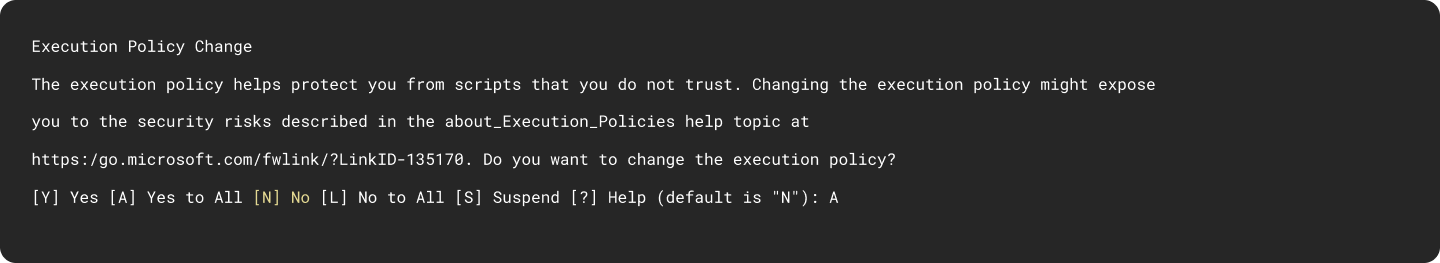 Execution Policy Change
The execution policy helps protect you from scripts that you do not trust. Changing the execution policy might expose
you to the security risks described in the about_Execution_Policies help topic at
https:/go.microsoft.com/fwlink/?LinkID-135170. Do you want to change the execution policy?
[Y] Yes [A] Yes to All [N] No [L] No to All [S] Suspend [?] Help (default is "N"): A